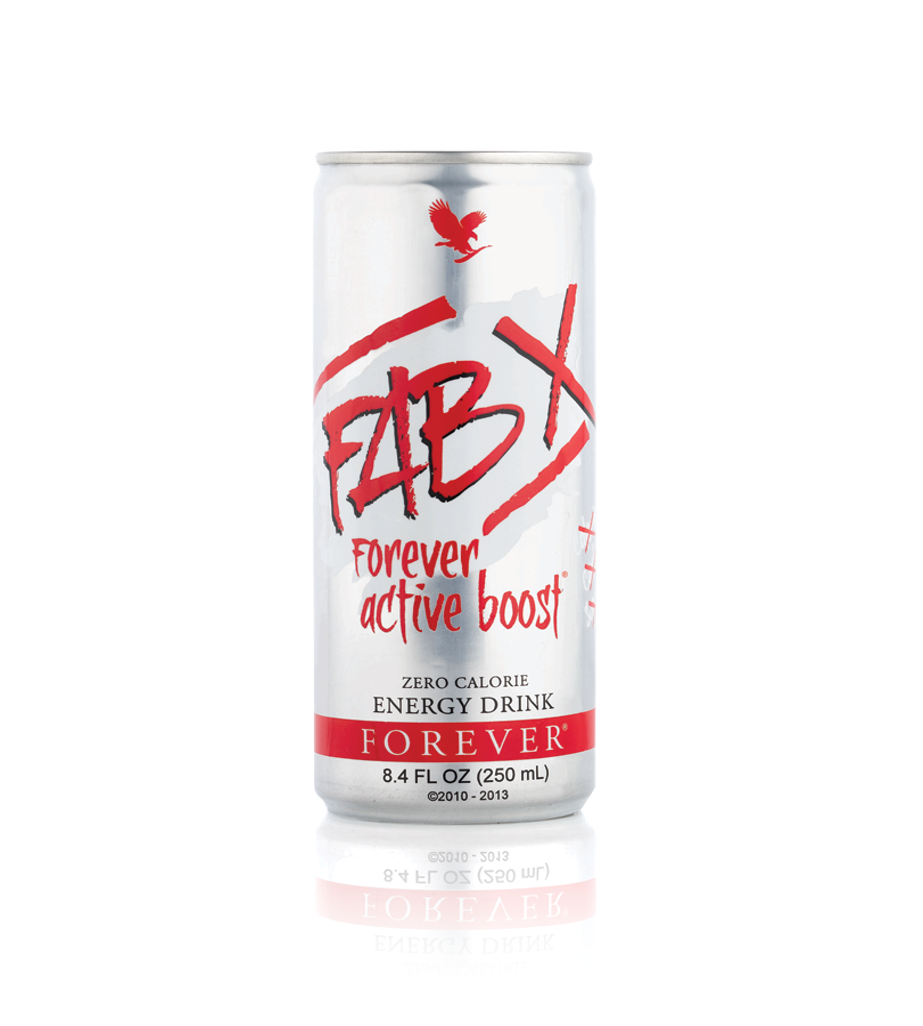 FAB X
Forever
active boost®
ZERO CALORIE
ENERGY DRINK
FOREVER®
8.4 FL OZ (250 mL)
©2010 - 2013